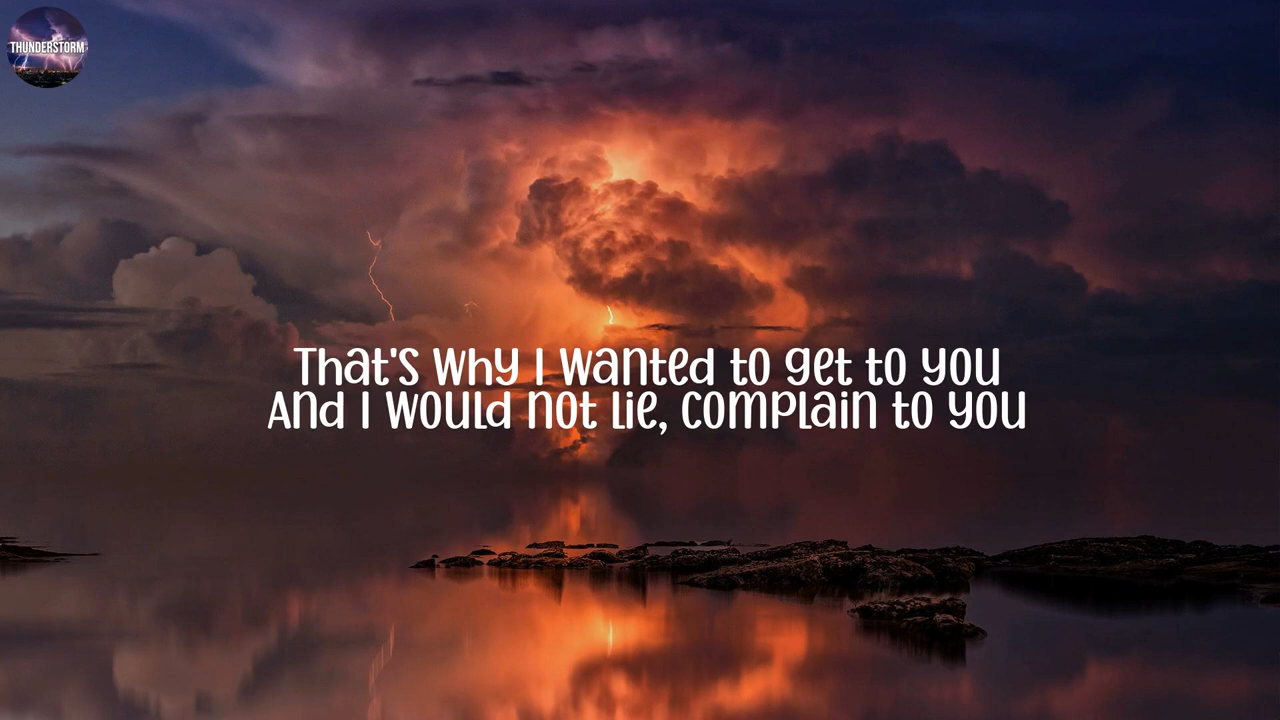 THUNDERSTORM
That's why I wanted to get to you
And I would not lie, complain to you